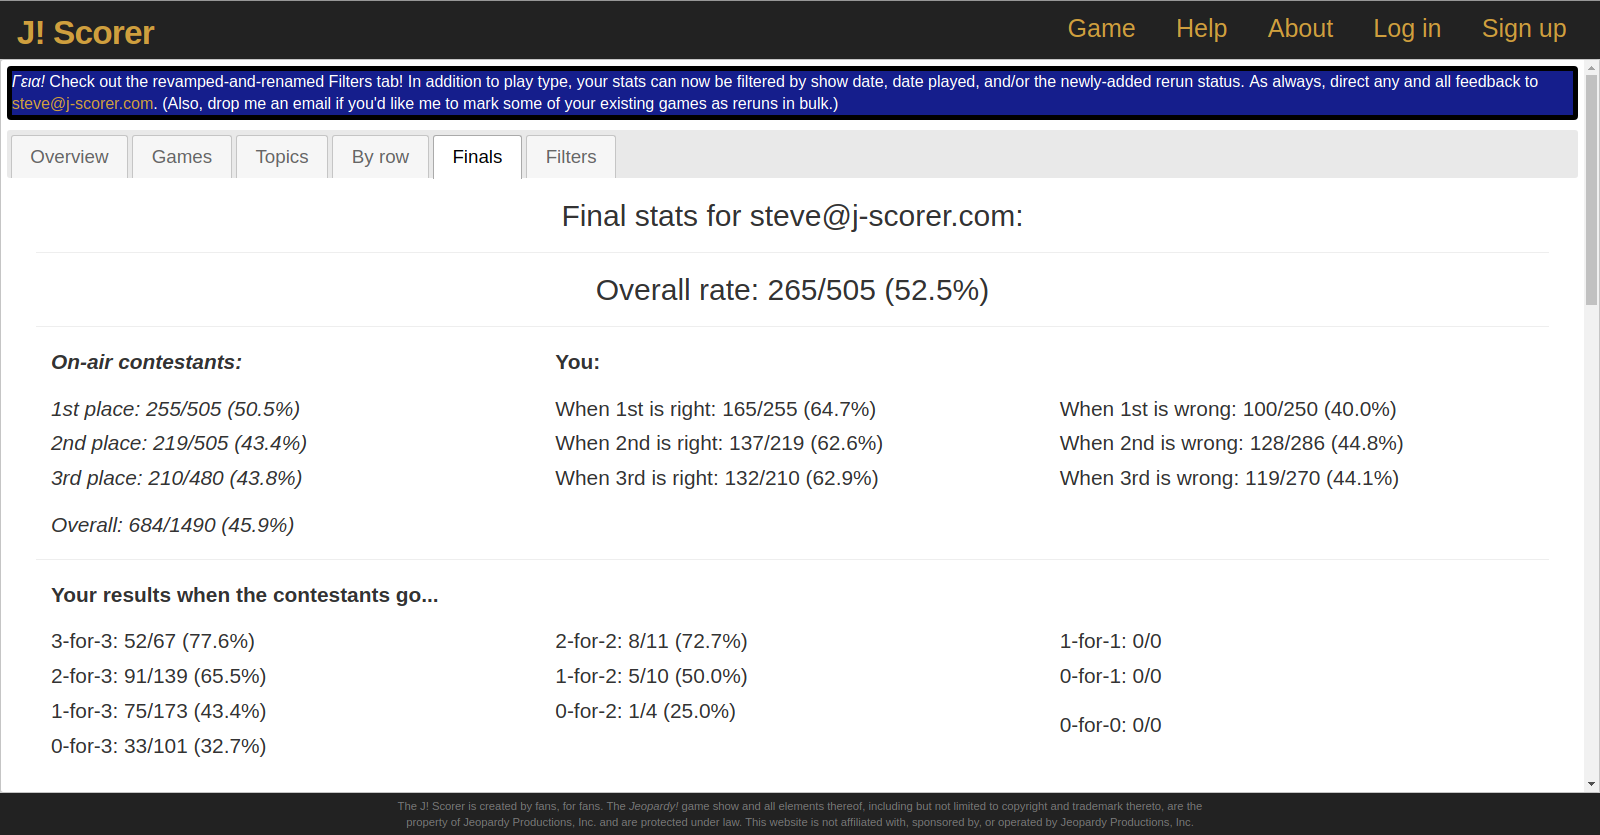 J! Scorer
Game Help About Log in Sign up
Γεια! Check out the revamped-and-renamed Filters tab! In addition to play type, your stats can now be filtered by show date, date played, and/or the newly-added rerun status. As always, direct any and all feedback to
steve@j-scorer.com. (Also, drop me an email if you'd like me to mark some of your existing games as reruns in bulk.)
Overview Games Topics By row Finals Filters
Final stats for steve@j-scorer.com:
Overall rate: 265/505 (52.5%)
On-air contestants:
1st place: 255/505 (50.5%)
2nd place: 219/505 (43.4%)
3rd place: 210/480 (43.8%)
Overall: 684/1490 (45.9%)
You:
When 1st is right: 165/255 (64.7%)
When 2nd is right: 137/219 (62.6%)
When 3rd is right: 132/210 (62.9%)
When 1st is wrong: 100/250 (40.0%)
When 2nd is wrong: 128/286 (44.8%)
When 3rd is wrong: 119/270 (44.1%)
Your results when the contestants go...
3-for-3: 52/67 (77.6%)
2-for-3: 91/139 (65.5%)
1-for-3: 75/173 (43.4%)
0-for-3: 33/101 (32.7%)
2-for-2: 8/11 (72.7%)
1-for-2: 5/10 (50.0%)
0-for-2: 1/4 (25.0%)
1-for-1: 0/0
0-for-1: 0/0
0-for-0: 0/0
The J! Scorer is created by fans, for fans. The Jeopardy! game show and all elements thereof, including but not limited to copyright and trademark thereto, are the
property of Jeopardy Productions, Inc. and are protected under law. This website is not affiliated with, sponsored by, or operated by Jeopardy Productions, Inc.